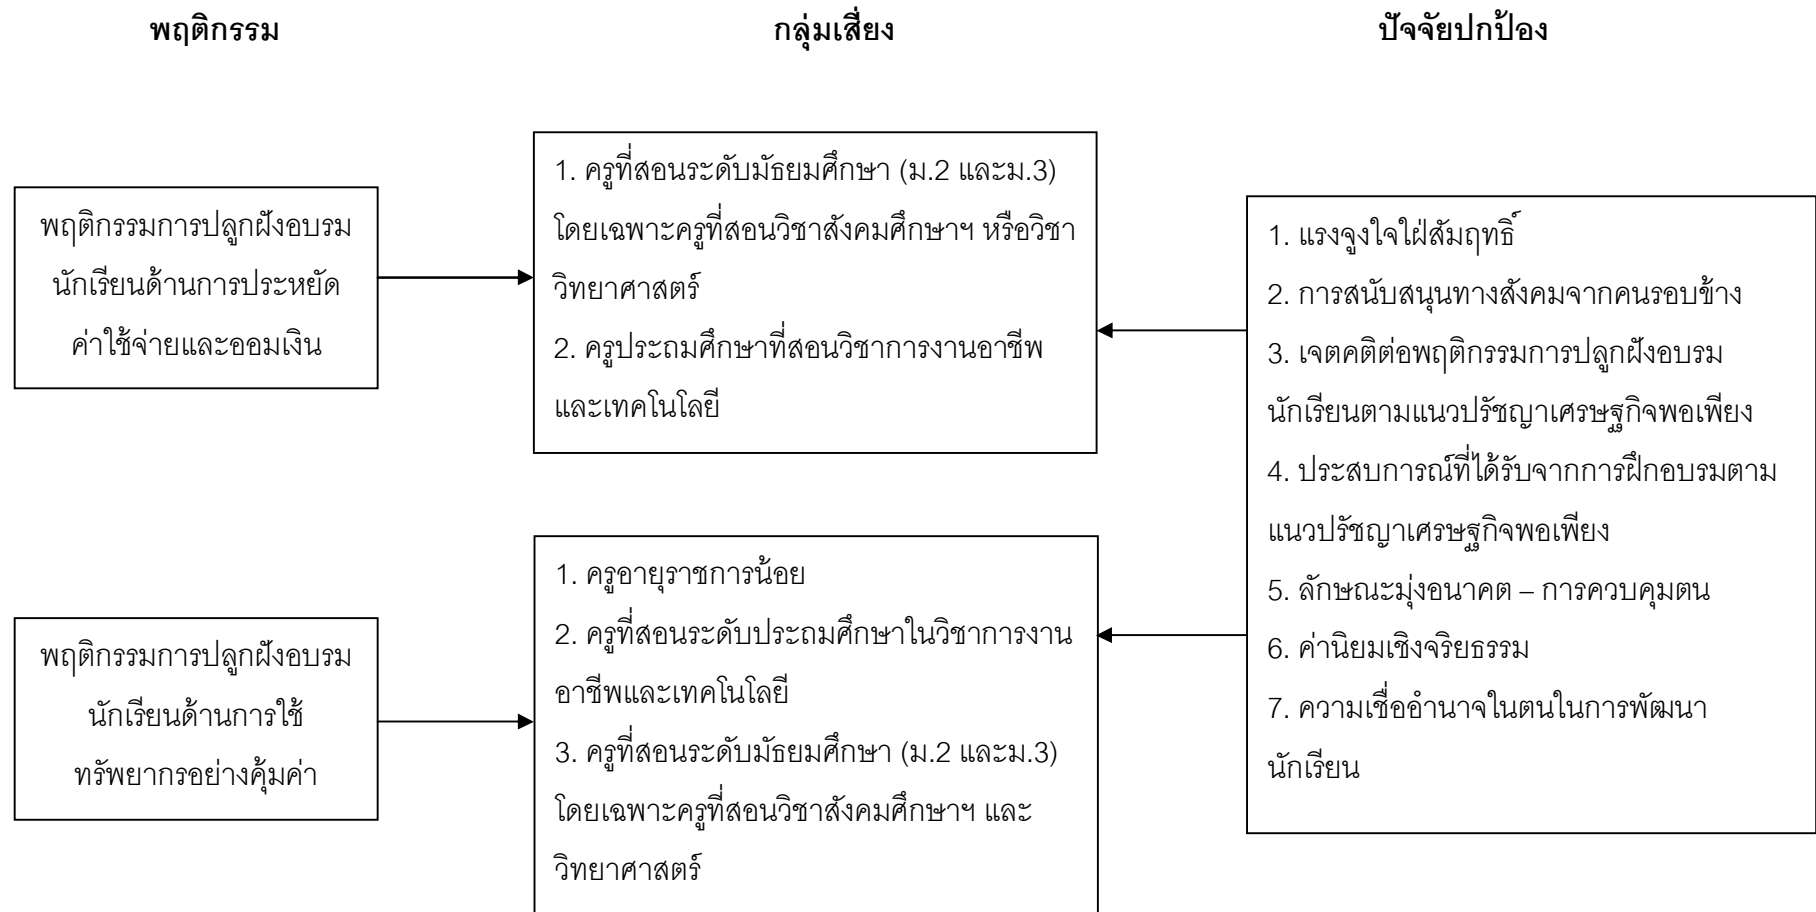 พฤติกรรม
กลุ่มเสี่ยง
ปัจจัยปกป้อง
พฤติกรรมการปลูกฝังอบรม
นักเรียนด้านการประหยัด
ค่าใช้จ่ายและออมเงิน
1. ครูที่สอนระดับมัธยมศึกษา (ม.2 และม.3)
โดยเฉพาะครูที่สอนวิชาสังคมศึกษาฯ หรือวิชา
วิทยาศาสตร์
2. ครูประถมศึกษาที่สอนวิชาการงานอาชีพ
และเทคโนโลยี
พฤติกรรมการปลูกฝังอบรม
นักเรียนด้านการใช้
ทรัพยากรอย่างคุ้มค่า
1. ครูอายุราชการน้อย
2. ครูที่สอนระดับประถมศึกษาในวิชาการงาน
อาชีพและเทคโนโลยี
3. ครูที่สอนระดับมัธยมศึกษา (ม.2 และม.3)
โดยเฉพาะครูที่สอนวิชาสังคมศึกษาฯ และ
วิทยาศาสตร์
1. แรงจูงใจใฝ่สัมฤทธิ์
2. การสนับสนุนทางสังคมจากคนรอบข้าง
3. เจตคติต่อพฤติกรรมการปลูกฝังอบรม
นักเรียนตามแนวปรัชญาเศรษฐกิจพอเพียง
4. ประสบการณ์ที่ได้รับจากการฝึกอบรมตาม
แนวปรัชญาเศรษฐกิจพอเพียง
5. ลักษณะมุ่งอนาคต – การควบคุมตน
6. ค่านิยมเชิงจริยธรรม
7. ความเชื่ออำนาจในตนในการพัฒนา
นักเรียน